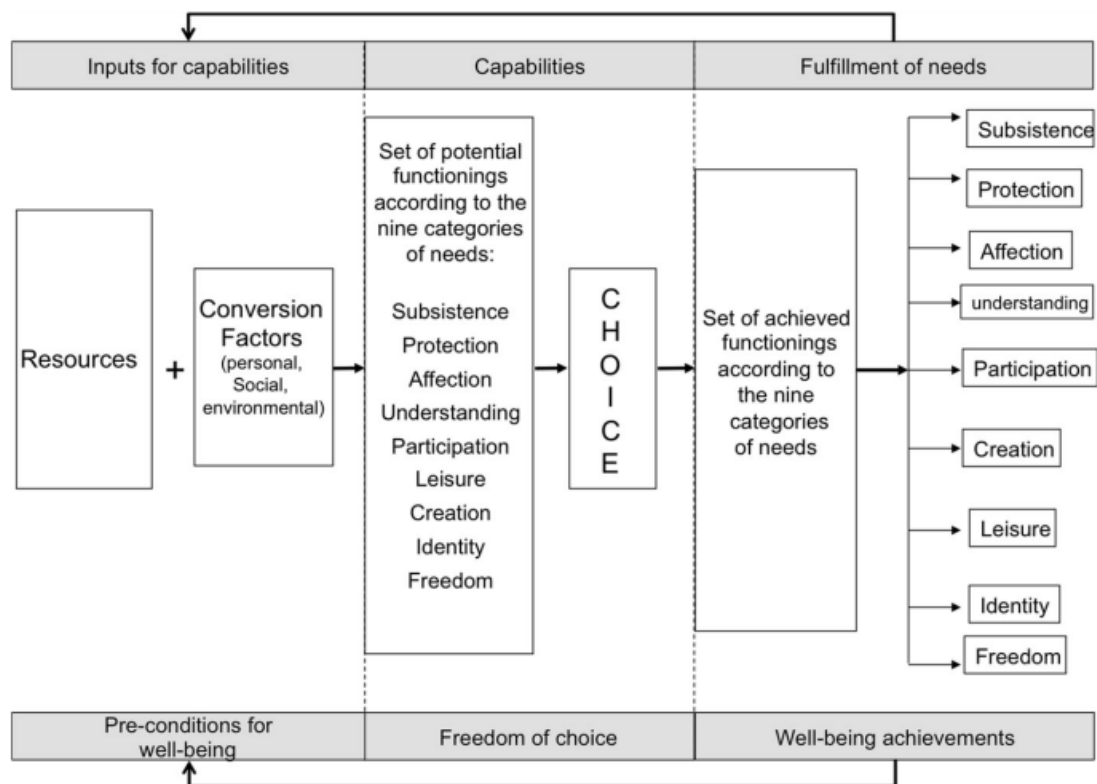 Inputs for capabilities
Capabilities
Fulfillment of needs
Resources
+
Conversion
Factors
(personal,
Social,
environmental)
Set of potential
functionings
according to the
nine categories
of needs:
Subsistence
Protection
Affection
Understanding
Participation
Leisure
Creation
Identity
Freedom
C
H
O
I
C
E
Set of achieved
functionings
according to
the nine
categories
of needs
Subsistence
Protection
Affection
understanding
Participation
Creation
Leisure
Identity
Freedom
Pre-conditions for
well-being
Freedom of choice
Well-being achievements